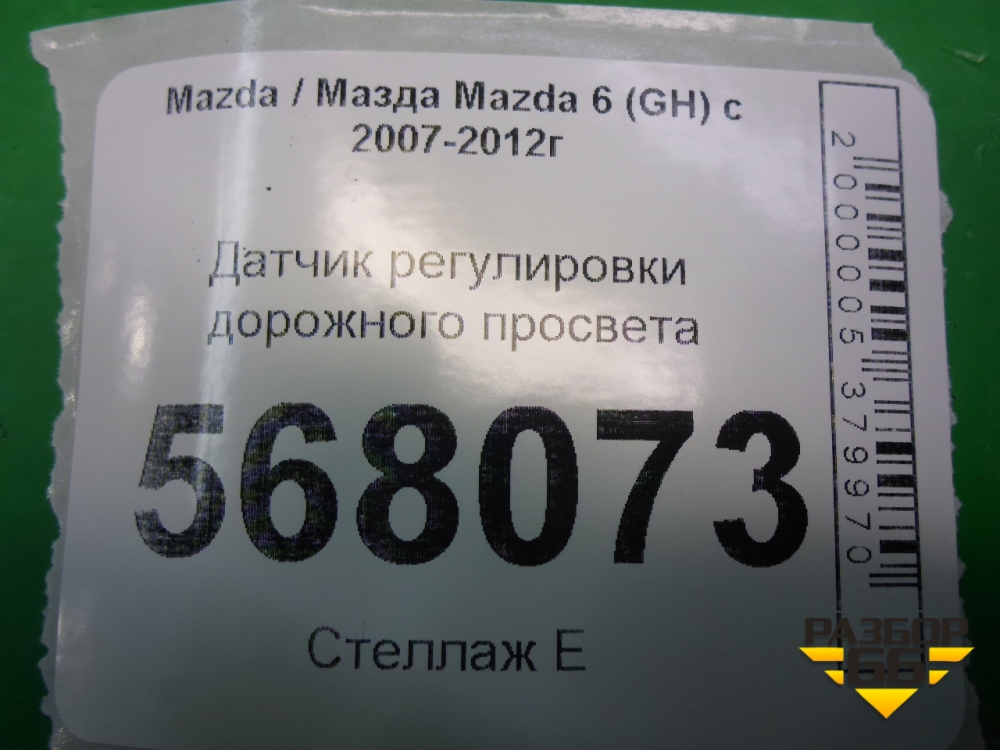 Mazda / Мазда Mazda 6 (GH) с
2007-2012г
Датчик регулировки
дорожного просвета
568073
Стеллаж Е
2000005379970
РАЗБОР
66